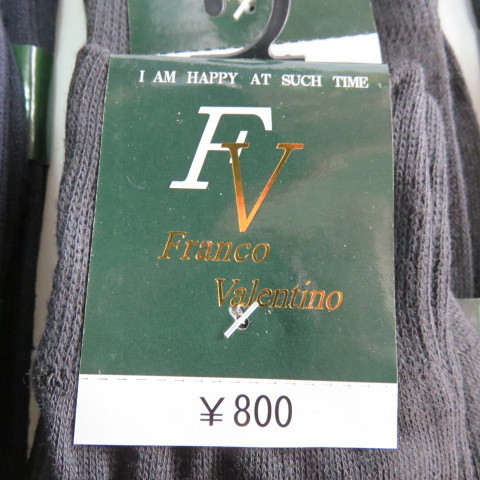 I AM HAPPY AT SUCH TIME
FV
Franco
Valentino
¥800